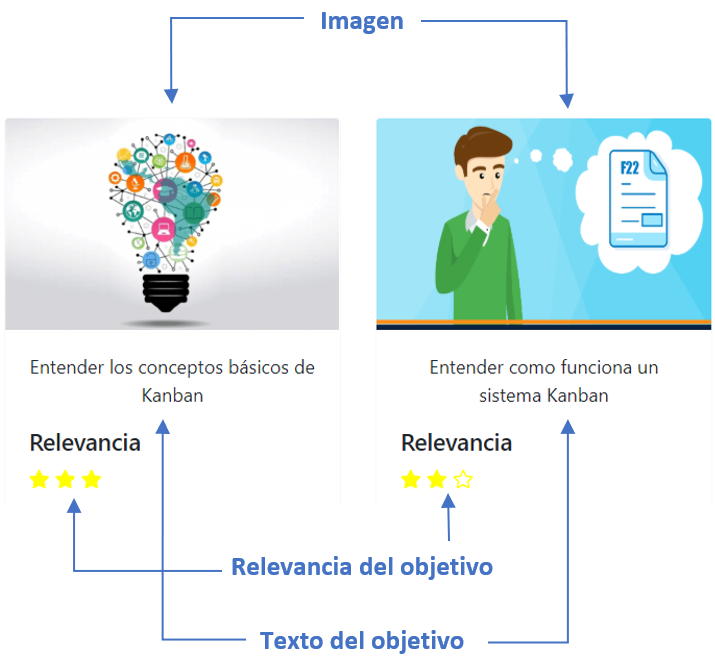 Imagen
F22
Entender los conceptos básicos de
Kanban
Relevancia
Entender como funciona un
sistema Kanban
Relevancia
Relevancia del objetivo
Texto del objetivo